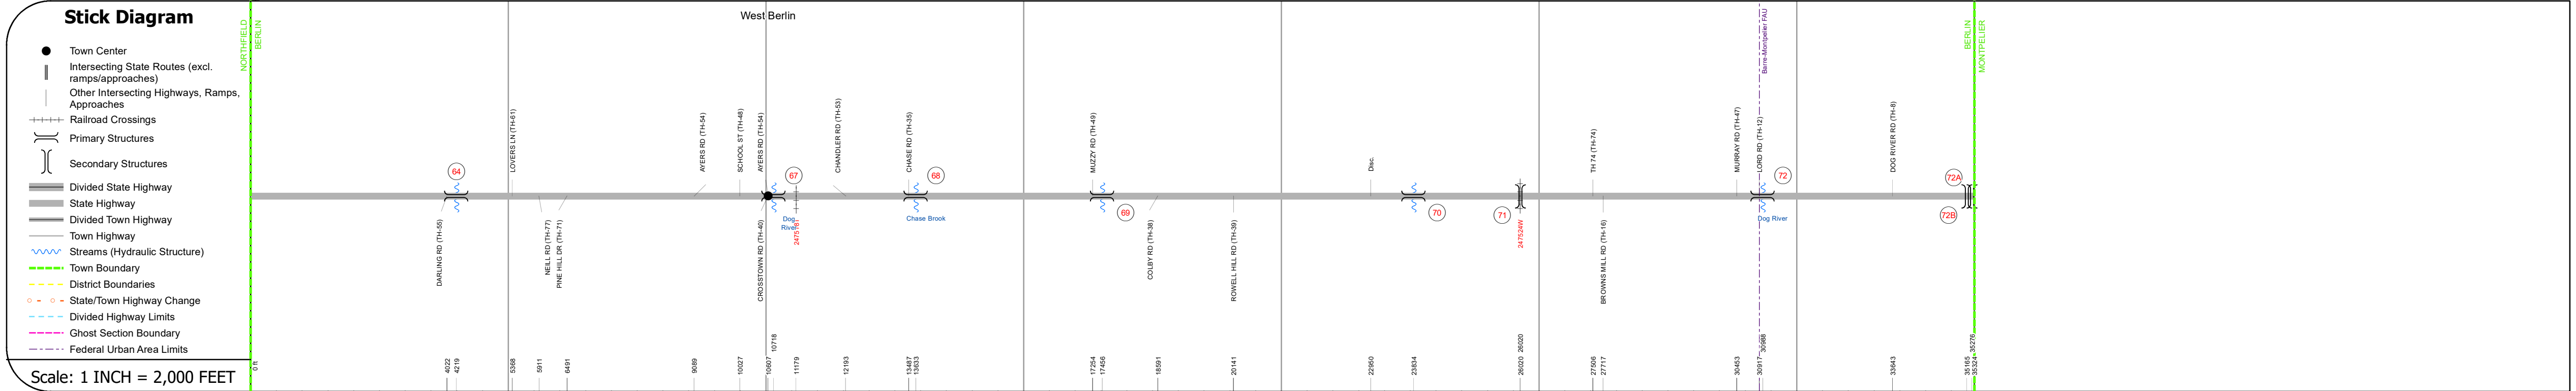 Stick Diagram
Town Center
Intersecting State Routes (excl.
ramps/approaches)
Other Intersecting Highways, Ramps,
Approaches
Railroad Crossings
Primary Structures
Secondary Structures
Divided State Highway
State Highway
Divided Town Highway
Town Highway
Streams (Hydraulic Structure)
Town Boundary
District Boundaries
State/Town Highway Change
Divided Highway Limits
Ghost Section Boundary
Federal Urban Area Limits
Scale: 1 INCH = 2,000 FEET
NORTHFIELD
BERLIN
West Berlin
Barre-Montpelier FAU
BERLIN
MONTPELIER
LOVERS LN (TH-61)
AYERS RD (TH-54)
SCHOOL ST (TH-48)
AYERS RD (TH-54)
CHANDLER RD (TH-53)
CHASE RD (TH-35)
MUZZY RD (TH-49)
Disc.
TH 74 (TH-74)
MURRAY RD (TH-47)
LORD RD (TH-12)
DOG RIVER RD (TH-8)
64
67
68
69
70
71
72
72A
72B
DARLING RD (TH-55)
NEILL RD (TH-77)
PINE HILL DR (TH-71)
CROSSTOWN RD (TH-40)
Dog
River
Chase Brook
COLBY RD (TH-38)
ROWELL HILL RD (TH-39)
247524W
BROWNS MILL RD (TH-16)
Dog River
0 ft
4022
4219
5368
5911
6491
9089
10027
10607
10718
11179
12193
13487
13633
17254
17456
18591
20141
22950
23834
26020
26020
27506
27717
30453
30917
30988
33643
35165
35276
35324